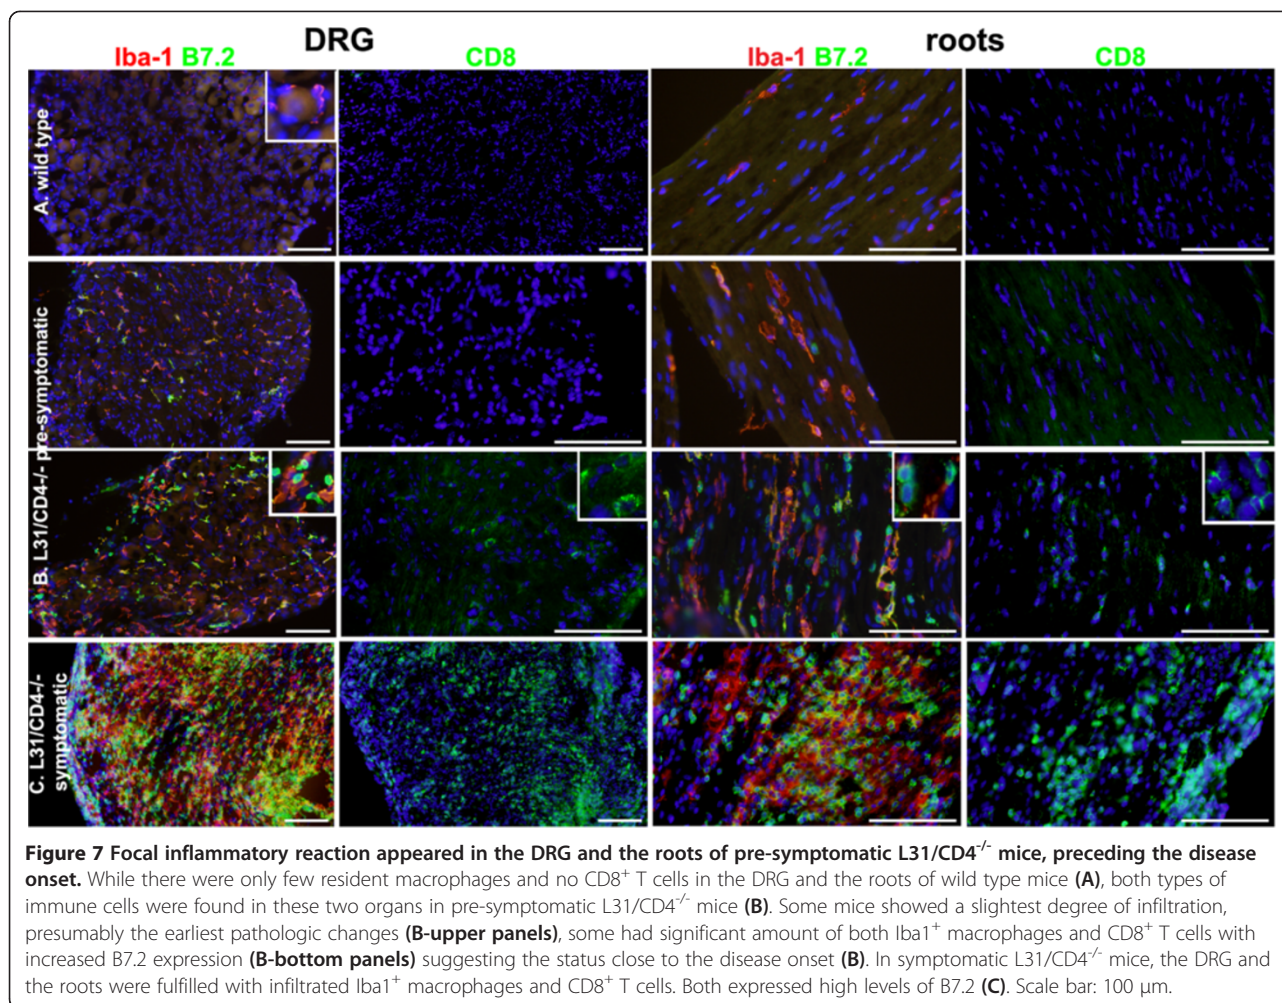 DRG
roots
Iba-1 B7.2
CD8
Iba-1 B7.2
CD8
A. wild type
B. L31/CD4-/- pre-symptomatic
C. L31/CD4-/-
symptomatic
Figure 7 Focal inflammatory reaction appeared in the DRG and the roots of pre-symptomatic L31/CD4-/- mice, preceding the disease
onset. While there were only few resident macrophages and no CD8+ T cells in the DRG and the roots of wild type mice (A), both types of
immune cells were found in these two organs in pre-symptomatic L31/CD4-/- mice (B). Some mice showed a slightest degree of infiltration,
presumably the earliest pathologic changes (B-upper panels), some had significant amount of both Iba1+ macrophages and CD8+ T cells with
increased B7.2 expression (B-bottom panels) suggesting the status close to the disease onset (B). In symptomatic L31/CD4-/- mice, the DRG and
the roots were fulfilled with infiltrated Iba1+ macrophages and CD8+ T cells. Both expressed high levels of B7.2 (C). Scale bar: 100 μm.